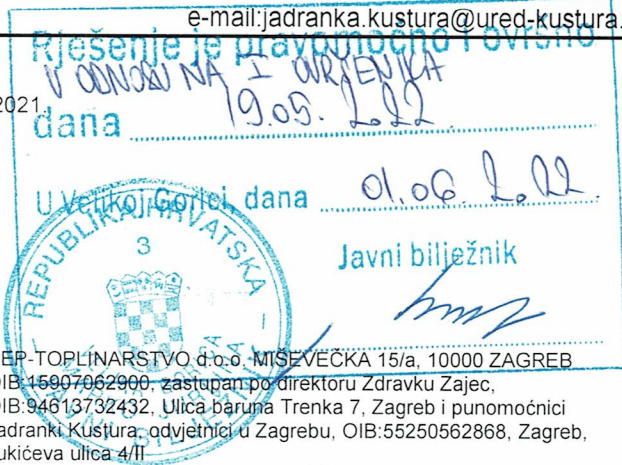 e-mail:jadranka.kustura@ured-kustura.
Rješenje je pravomoćno i ovršno
U ODNOSU NA I OVRŠENIKA
2021.
dana 19.05. 2022.
U Velikoj Gorici, dana 01.06. 2022.
REPUBLIKA HRVATSKA
3
Javni bilježnik
EP-TOPLINARSTVO d.o.o. MIŠEVEČKA 15/a, 10000 ZAGREB
IB:15907062900, zastupan po direktoru Zdravku Zajec,
IB:94613732432, Ulica baruna Trenka 7, Zagreb i punomoćnici
adranki Kustura, odvjetnici u Zagrebu, OIB:55250562868, Zagreb,
ukićeva ulica 4/II